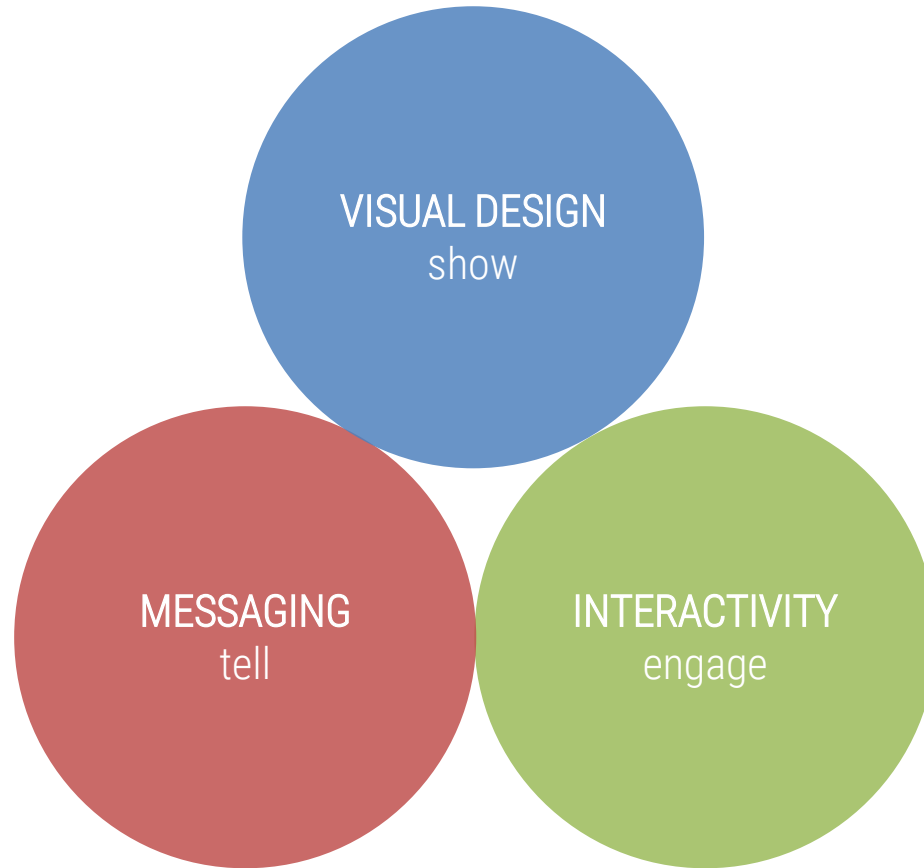 VISUAL DESIGN
show
MESSAGING
tell
INTERACTIVITY
engage